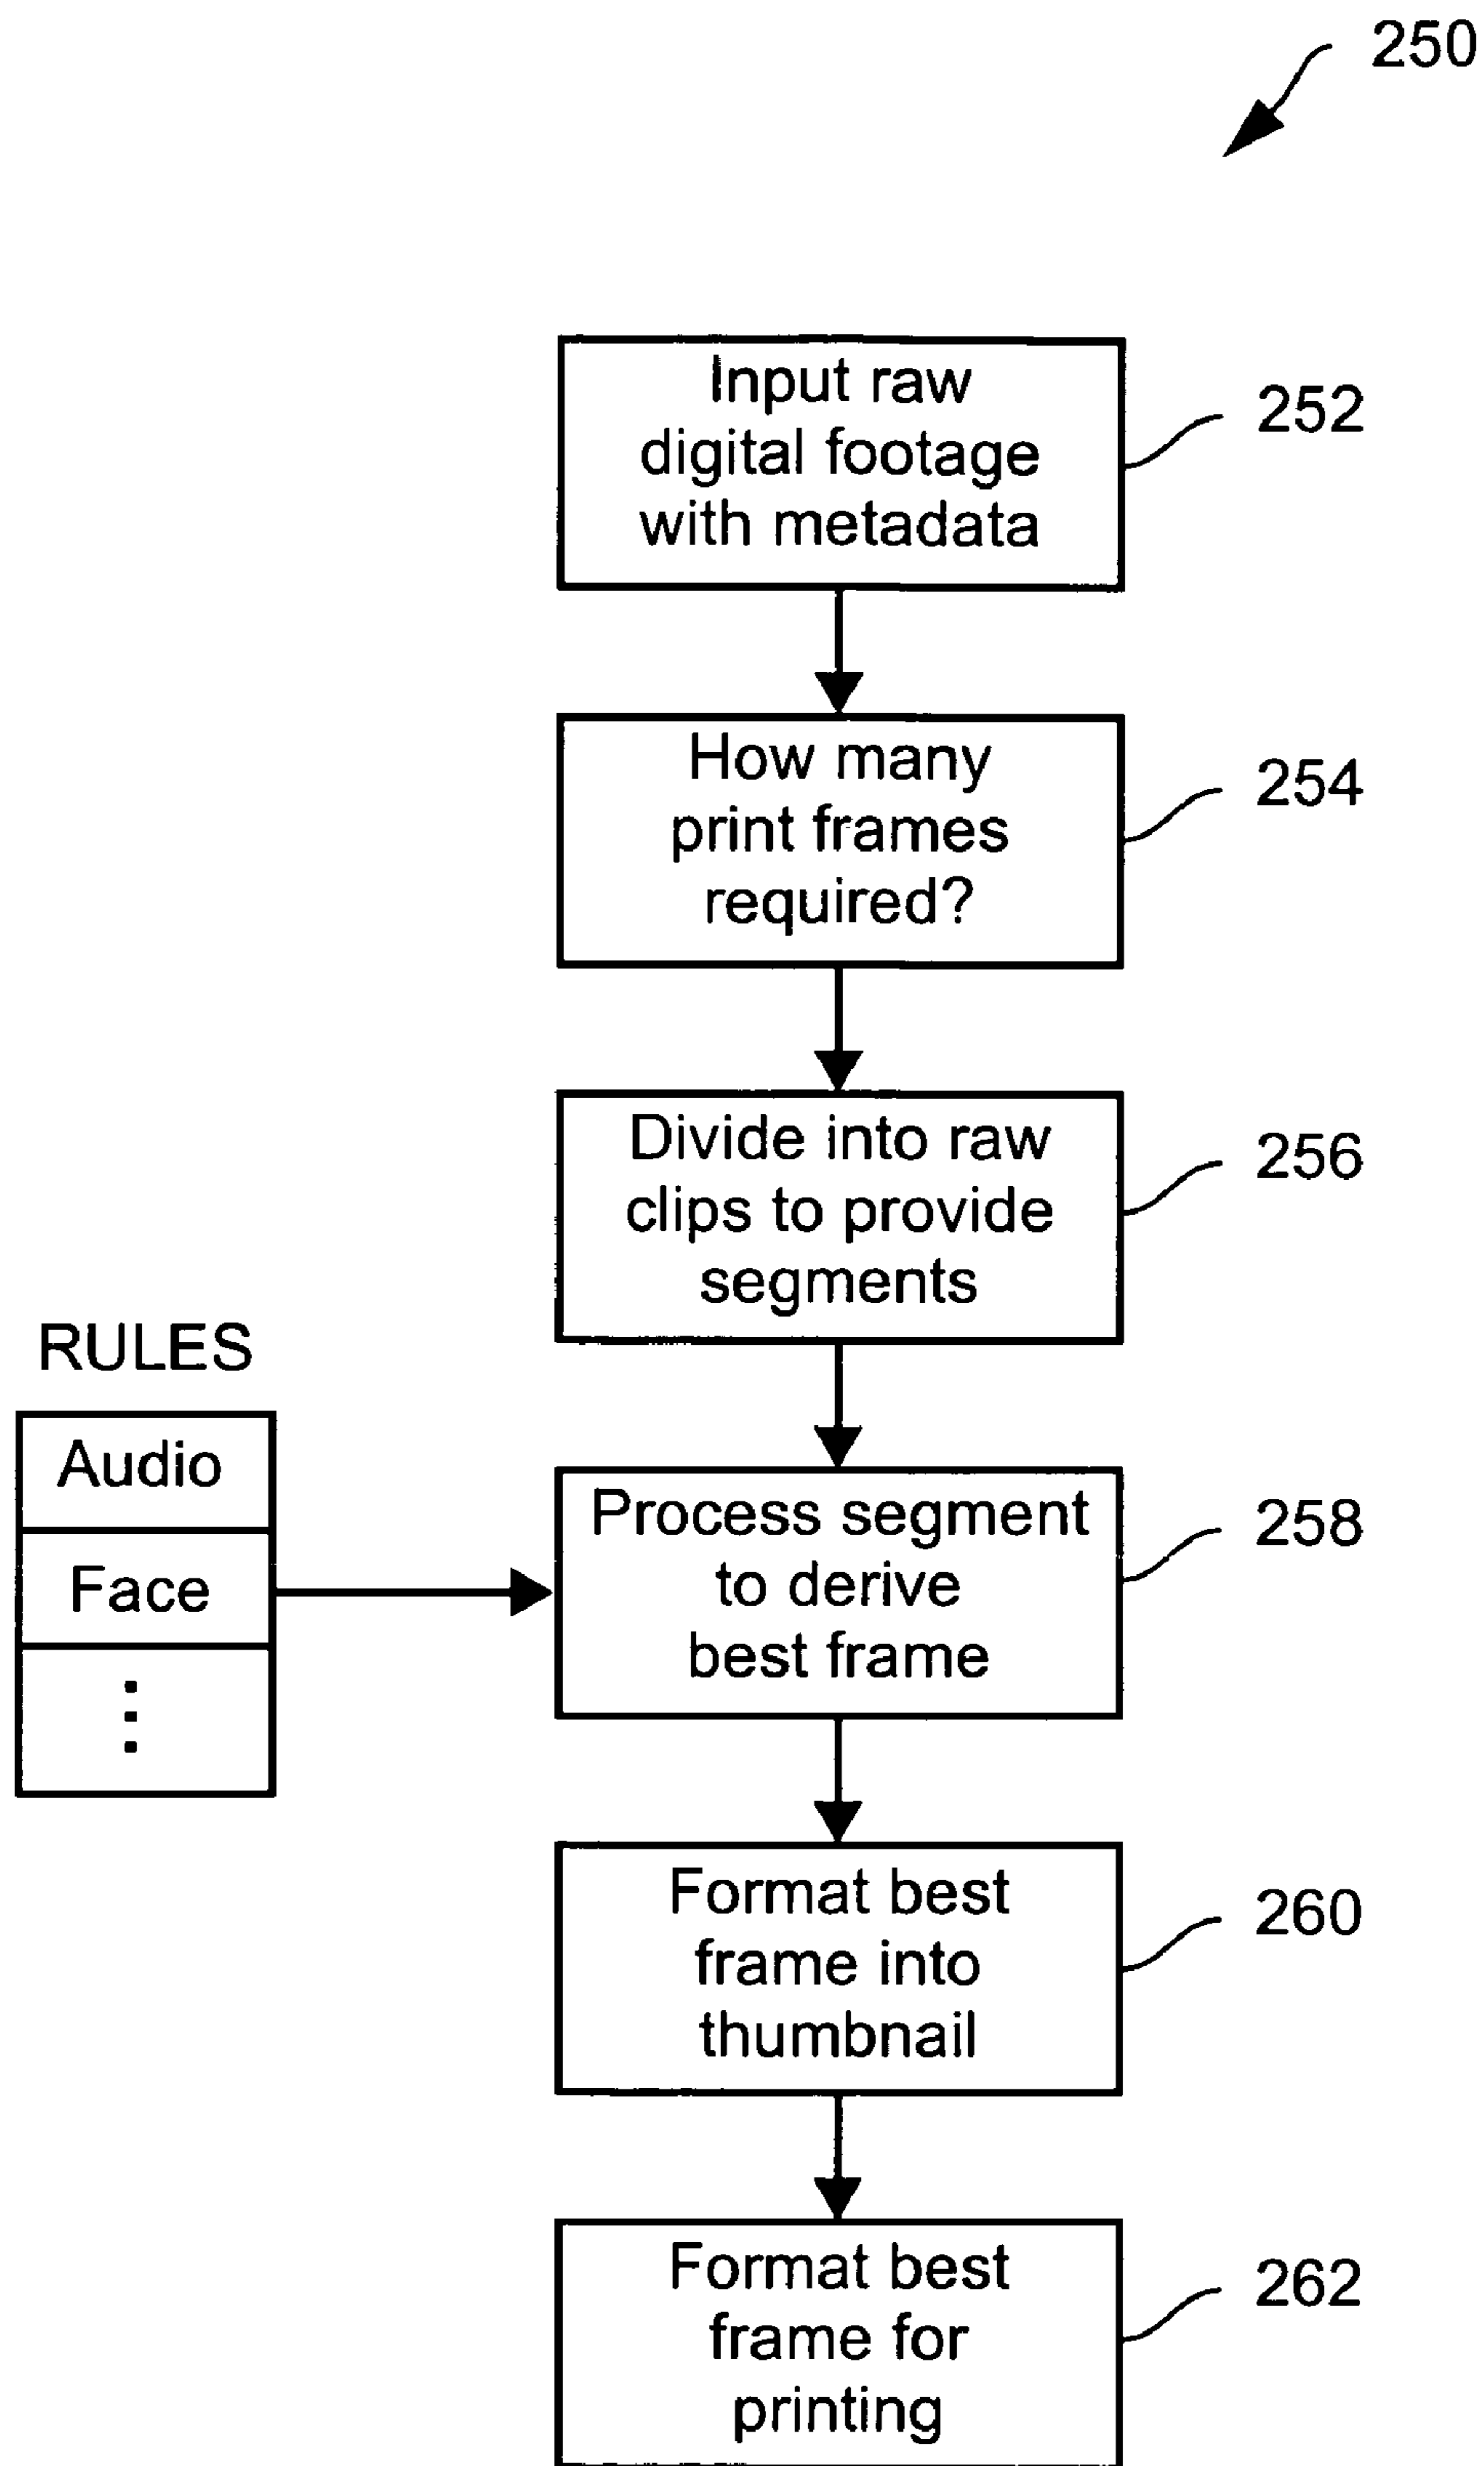 250
Input raw
digital footage
with metadata
252
How many
print frames
required?
254
Divide into raw
clips to provide
segments
256
RULES
Audio
Face
⋮
Process segment
to derive
best frame
258
Format best
frame into
thumbnail
260
Format best
frame for
printing
262